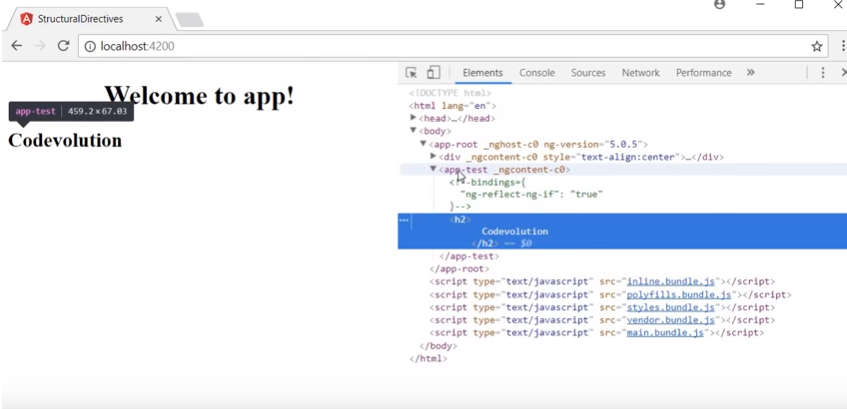 StructuralDirectives
localhost:4200
Welcome to app!
app-test | 459.2×67.03
Codevolution
Elements Console Sources Network Performance »
<!DOCTYPE html>
<html lang="en">
<head>…</head>
<body>
<app-root _nghost-c0 ng-version="5.0.5">
<div _ngcontent-c0 style="text-align:center">…</div>
<app-test _ngcontent-c0>
<!--bindings={
"ng-reflect-ng-if": "true"
}-->
<h2>
Codevolution
</h2> == $0
</app-test>
</app-root>
<script type="text/javascript" src="inline.bundle.js"></script>
<script type="text/javascript" src="polyfills.bundle.js"></script>
<script type="text/javascript" src="styles.bundle.js"></script>
<script type="text/javascript" src="vendor.bundle.js"></script>
<script type="text/javascript" src="main.bundle.js"></script>
</body>
</html>